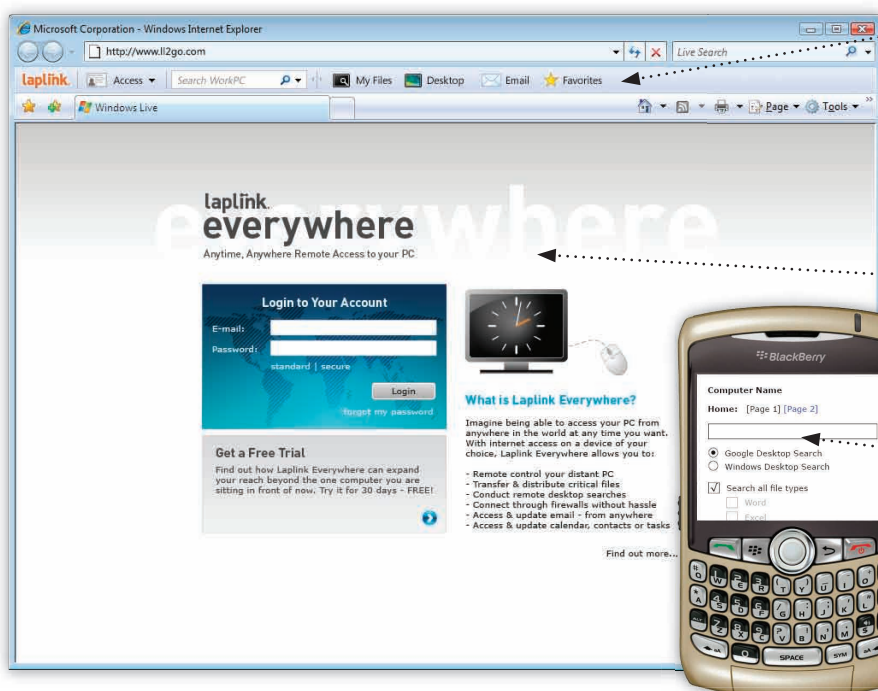 Microsoft Corporation - Windows Internet Explorer
http://www.ll2go.com
Live Search
laplink.
Access
Search WorkPC
My Files
Desktop
Email
Favorites
Windows Live
Page
Tools
everywhere
laplink.
everywhere
Anytime, Anywhere Remote Access to your PC
Login to Your Account
E-mail:
Password:
standard | secure
Login
forgot my password
Get a Free Trial
Find out how Laplink Everywhere can expand
your reach beyond the one computer you are
sitting in front of now. Try it for 30 days - FREE!
What is Laplink Everywhere?
Imagine being able to access your PC from
anywhere in the world at any time you want.
With internet access on a device of your
choice, Laplink Everywhere allows you to:
- Remote control your distant PC
- Transfer & distribute critical files
- Conduct remote desktop searches
- Connect through firewalls without hassle
- Access & update email - from anywhere
- Access & update calendar, contacts or tasks
Find out more...
BlackBerry
Computer Name
Home: [Page 1] [Page 2]
Google Desktop Search
Windows Desktop Search
Search all file types
Word
Excel
Q W E R T Y U I O
A S D F G H J K L
Z X C V B N M
SPACE
SYM